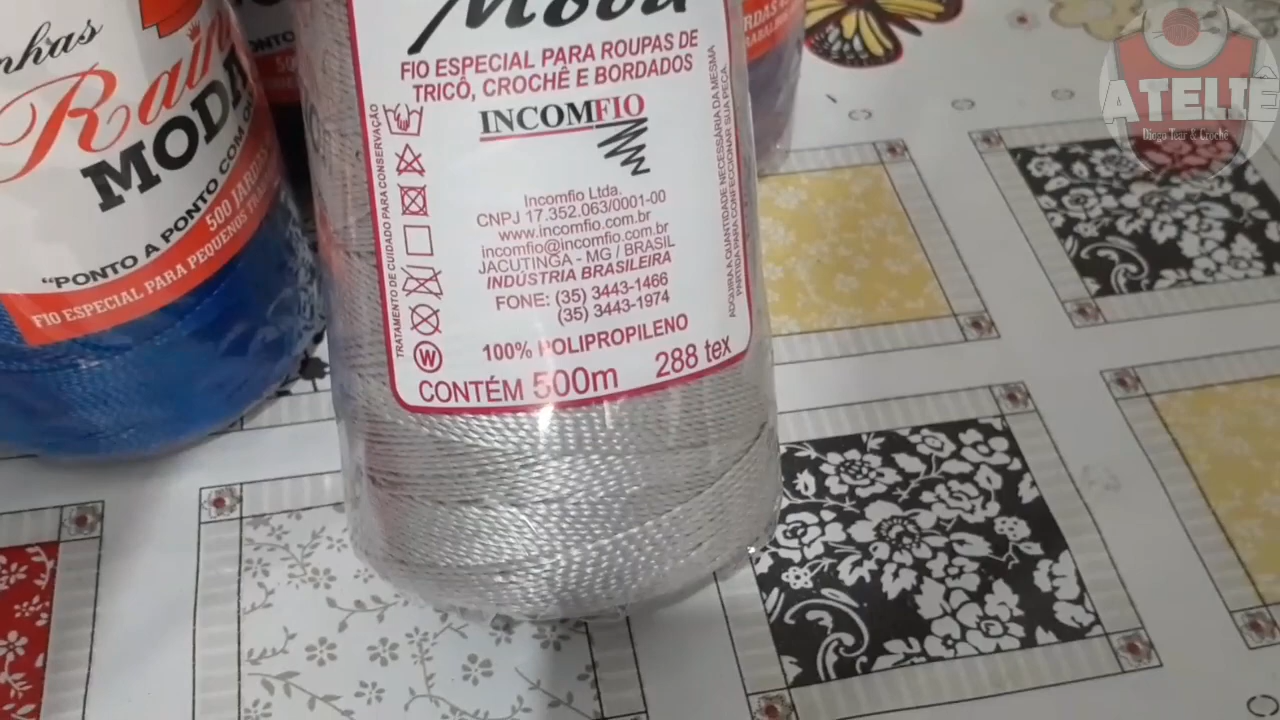 Moda
FIO ESPECIAL PARA ROUPAS DE
TRICÔ, CROCHÊ E BORDADOS
INCOMFIO
Incomfio Ltda.
CNPJ 17.352.063/0001-00
www.incomfio.com.br
incomfio@incomfio.com.br
JACUTINGA - MG / BRASIL
INDÚSTRIA BRASILEIRA
FONE: (35) 3443-1466
(35) 3443-1974
100% POLIPROPILENO
CONTÉM 500m 288 tex
TRATAMENTO DE CUIDADO PARA CONSERVAÇÃO
W
ADQUIRA A QUANTIDADE NECESSÁRIA DA MESMA
PARTIDA PARA CONFECCIONAR SUA PEÇA.
MODA
"PONTO A PONTO COM
500 JARDAS
FIO ESPECIAL PARA PEQUENOS
ATELIÊ
Diogo Tear & Crochê